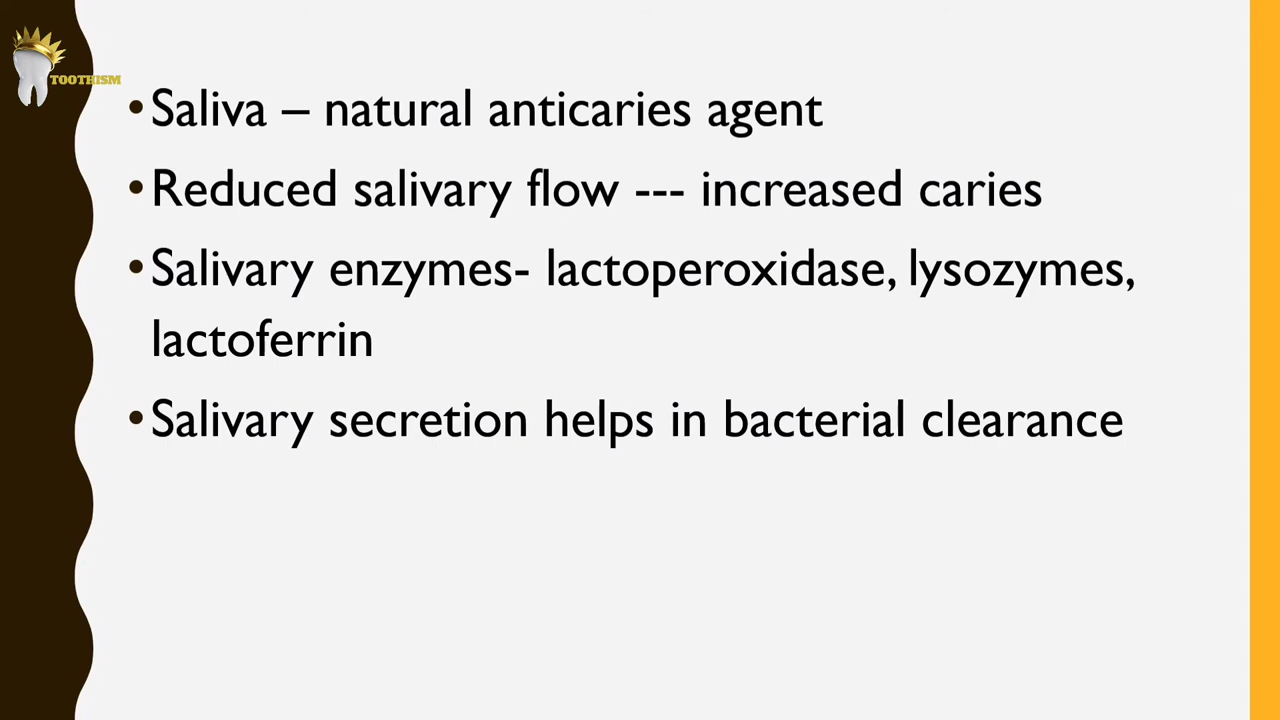 TOOTHISM
•Saliva – natural anticaries agent
•Reduced salivary flow --- increased caries
•Salivary enzymes- lactoperoxidase, lysozymes,
lactoferrin
•Salivary secretion helps in bacterial clearance